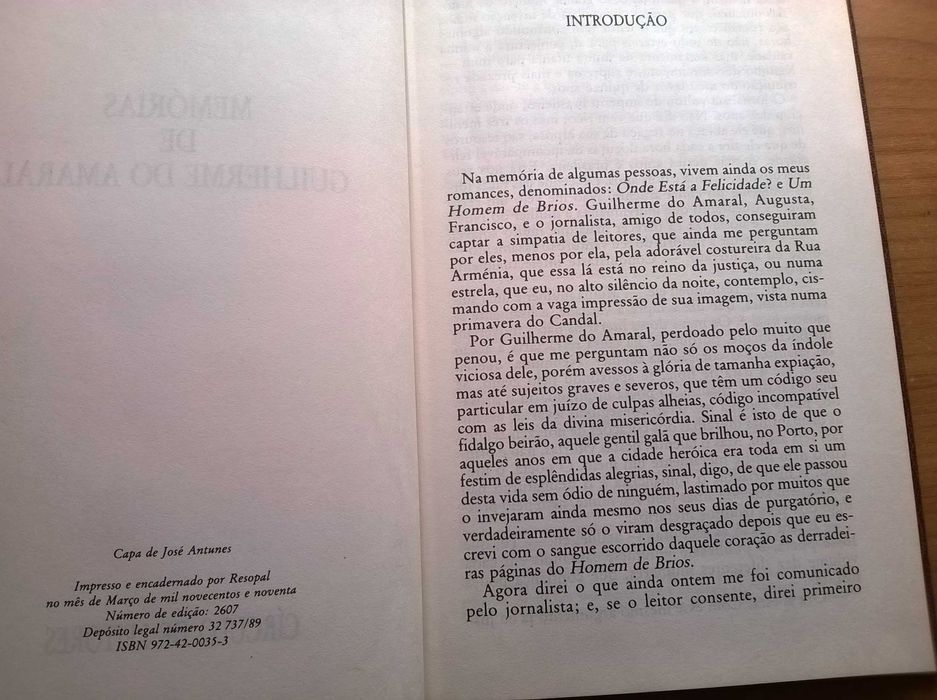 MEMÓRIAS
DE
GUILHERME DO AMARAL
Capa de José Antunes
Impresso e encadernado por Resopal
no mês de Março de mil novecentos e noventa
Número de edição: 2607
Depósito legal número 32 737/89
ISBN 972-42-0035-3
INTRODUÇÃO
Na memória de algumas pessoas, vivem ainda os meus
romances, denominados: Onde Está a Felicidade? e Um
Homem de Brios. Guilherme do Amaral, Augusta,
Francisco, e o jornalista, amigo de todos, conseguiram
captar a simpatia de leitores, que ainda me perguntam
por eles, menos por ela, pela adorável costureira da Rua
Arménia, que essa lá está no reino da justiça, ou numa
estrela, que eu, no alto silêncio da noite, contemplo, cis-
mando com a vaga impressão de sua imagem, vista numa
primavera do Candal.
Por Guilherme do Amaral, perdoado pelo muito que
penou, é que me perguntam não só os moços da índole
viciosa dele, porém avessos à glória de tamanha expiação,
mas até sujeitos graves e severos, que têm um código seu
particular em juízo de culpas alheias, código incompatível
com as leis da divina misericórdia. Sinal é isto de que o
fidalgo beirão, aquele gentil galã que brilhou, no Porto, por
aqueles anos em que a cidade heróica era toda em si um
festim de esplêndidas alegrias, sinal, digo, de que ele passou
desta vida sem ódio de ninguém, lastimado por muitos que
o invejaram ainda mesmo nos seus dias de purgatório, e
verdadeiramente só o viram desgraçado depois que eu es-
crevi com o sangue escorrido daquele coração as derradei-
ras páginas do Homem de Brios.
Agora direi o que ainda ontem me foi comunicado
pelo jornalista; e, se o leitor consente, direi primeiro